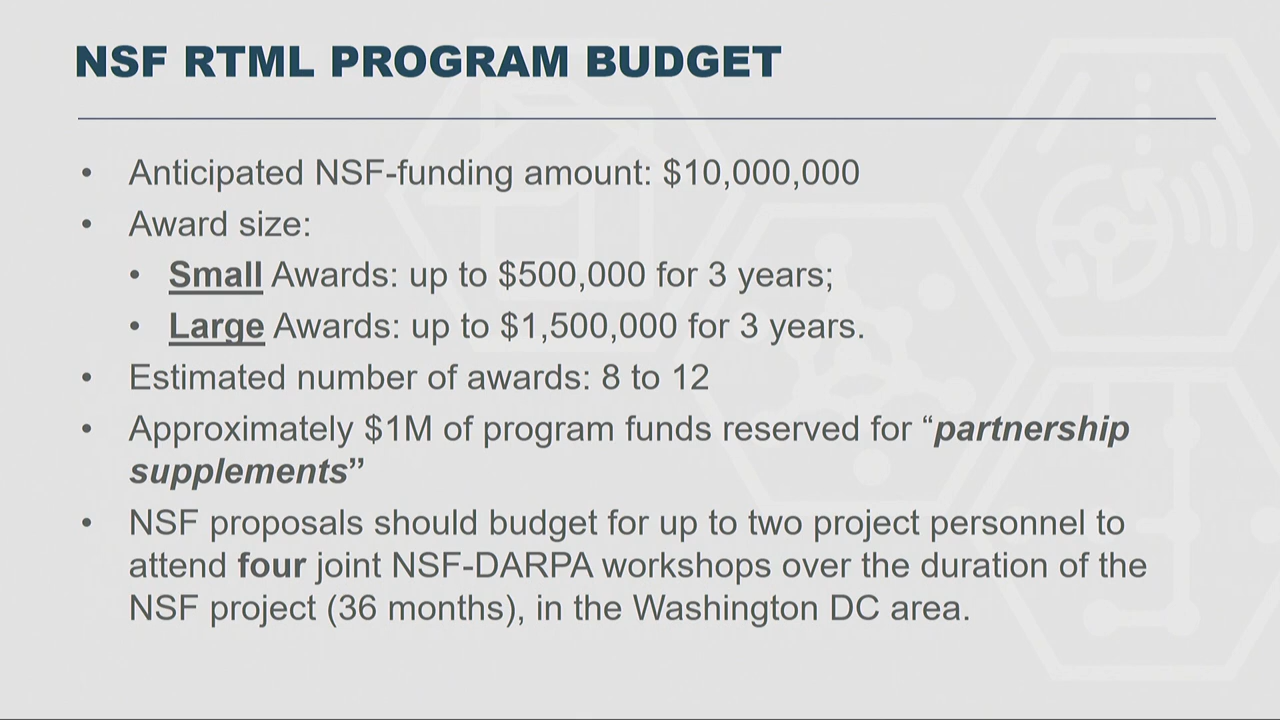 NSF RTML PROGRAM BUDGET
• Anticipated NSF-funding amount: $10,000,000
• Award size:
• Small Awards: up to $500,000 for 3 years;
• Large Awards: up to $1,500,000 for 3 years.
• Estimated number of awards: 8 to 12
• Approximately $1M of program funds reserved for “partnership
supplements”
• NSF proposals should budget for up to two project personnel to
attend four joint NSF-DARPA workshops over the duration of the
NSF project (36 months), in the Washington DC area.